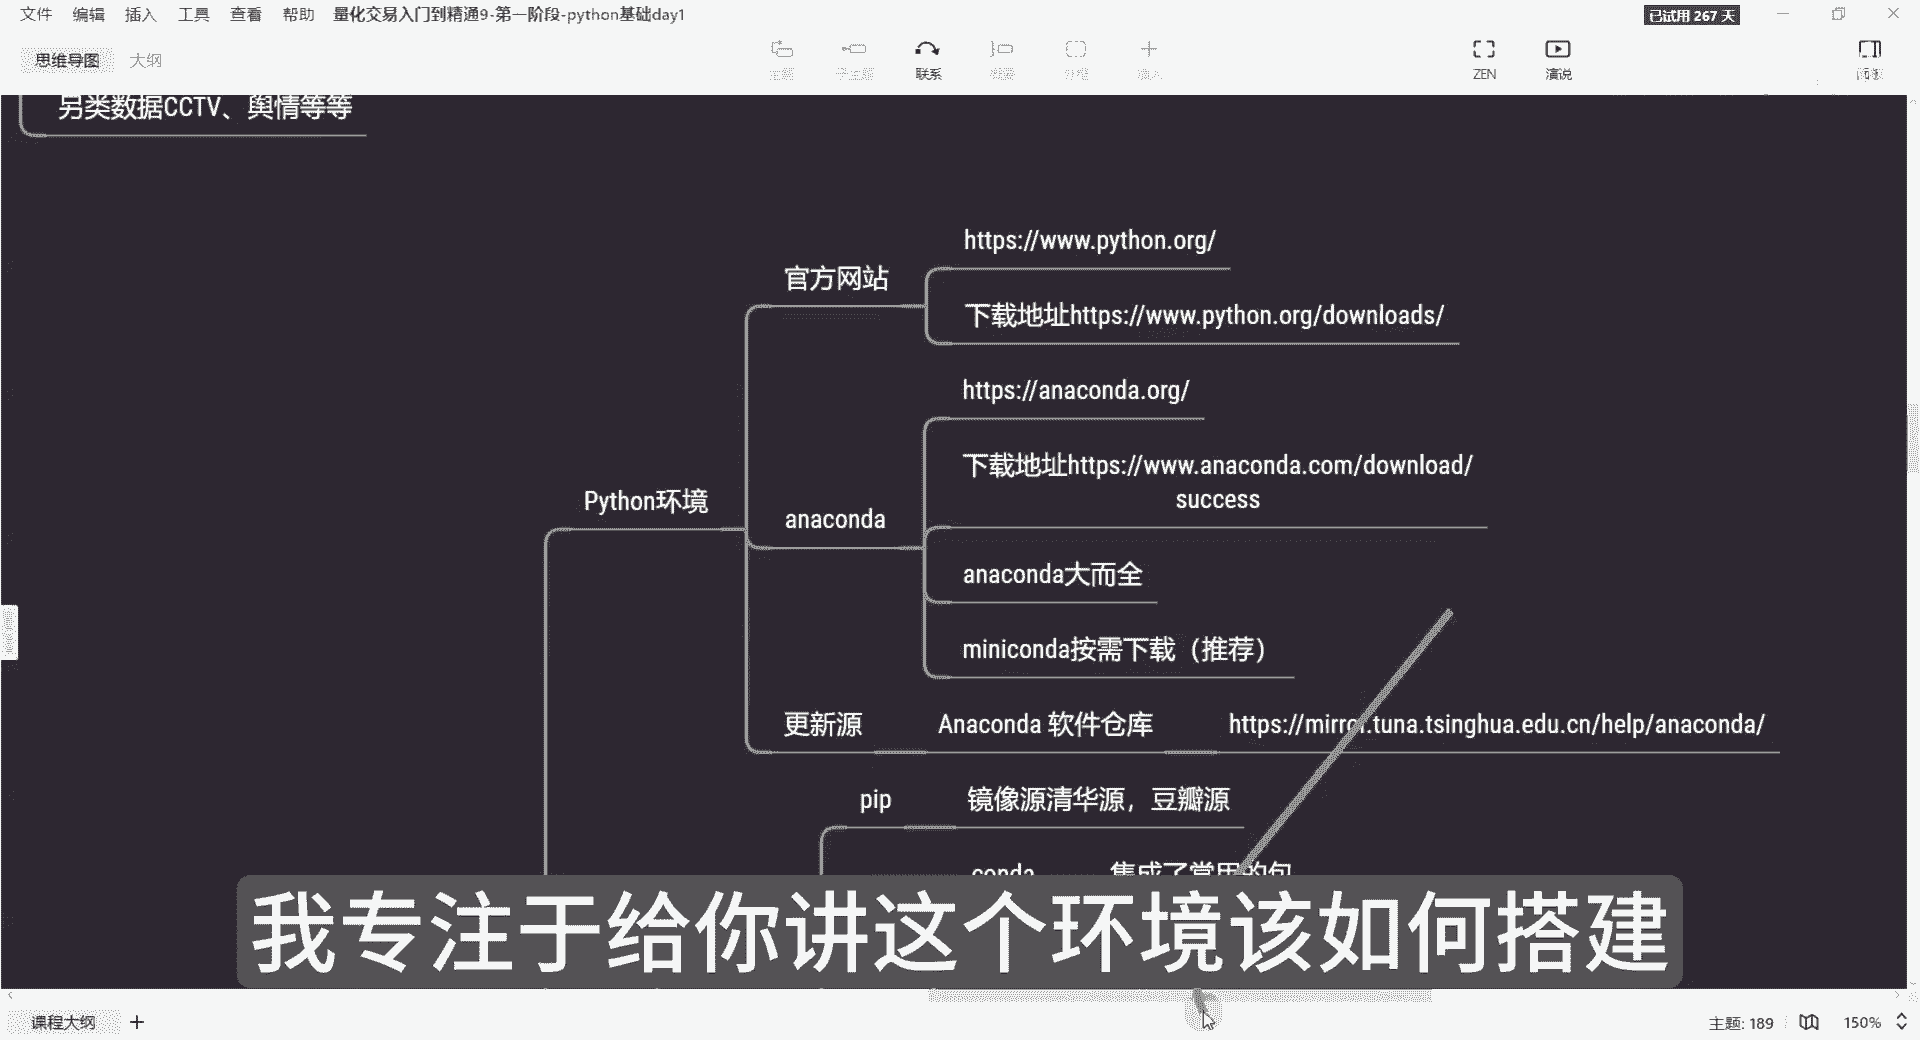 文件 编辑 插入 工具 查看 帮助 量化交易入门到精通9-第一阶段-python基础day1
已试用 267 天
思维导图 大纲
联系
ZEN 演说
另类数据CCTV、舆情等等
https://www.python.org/
官方网站
下载地址https://www.python.org/downloads/
https://anaconda.org/
下载地址https://www.anaconda.com/download/
success
Python环境
anaconda
anaconda大而全
miniconda按需下载（推荐）
更新源 Anaconda 软件仓库 https://mirror.tuna.tsinghua.edu.cn/help/anaconda/
pip 镜像源清华源，豆瓣源
conda 集成了常用的包
我专注于给你讲这个环境该如何搭建
课程大纲
主题: 189 150%